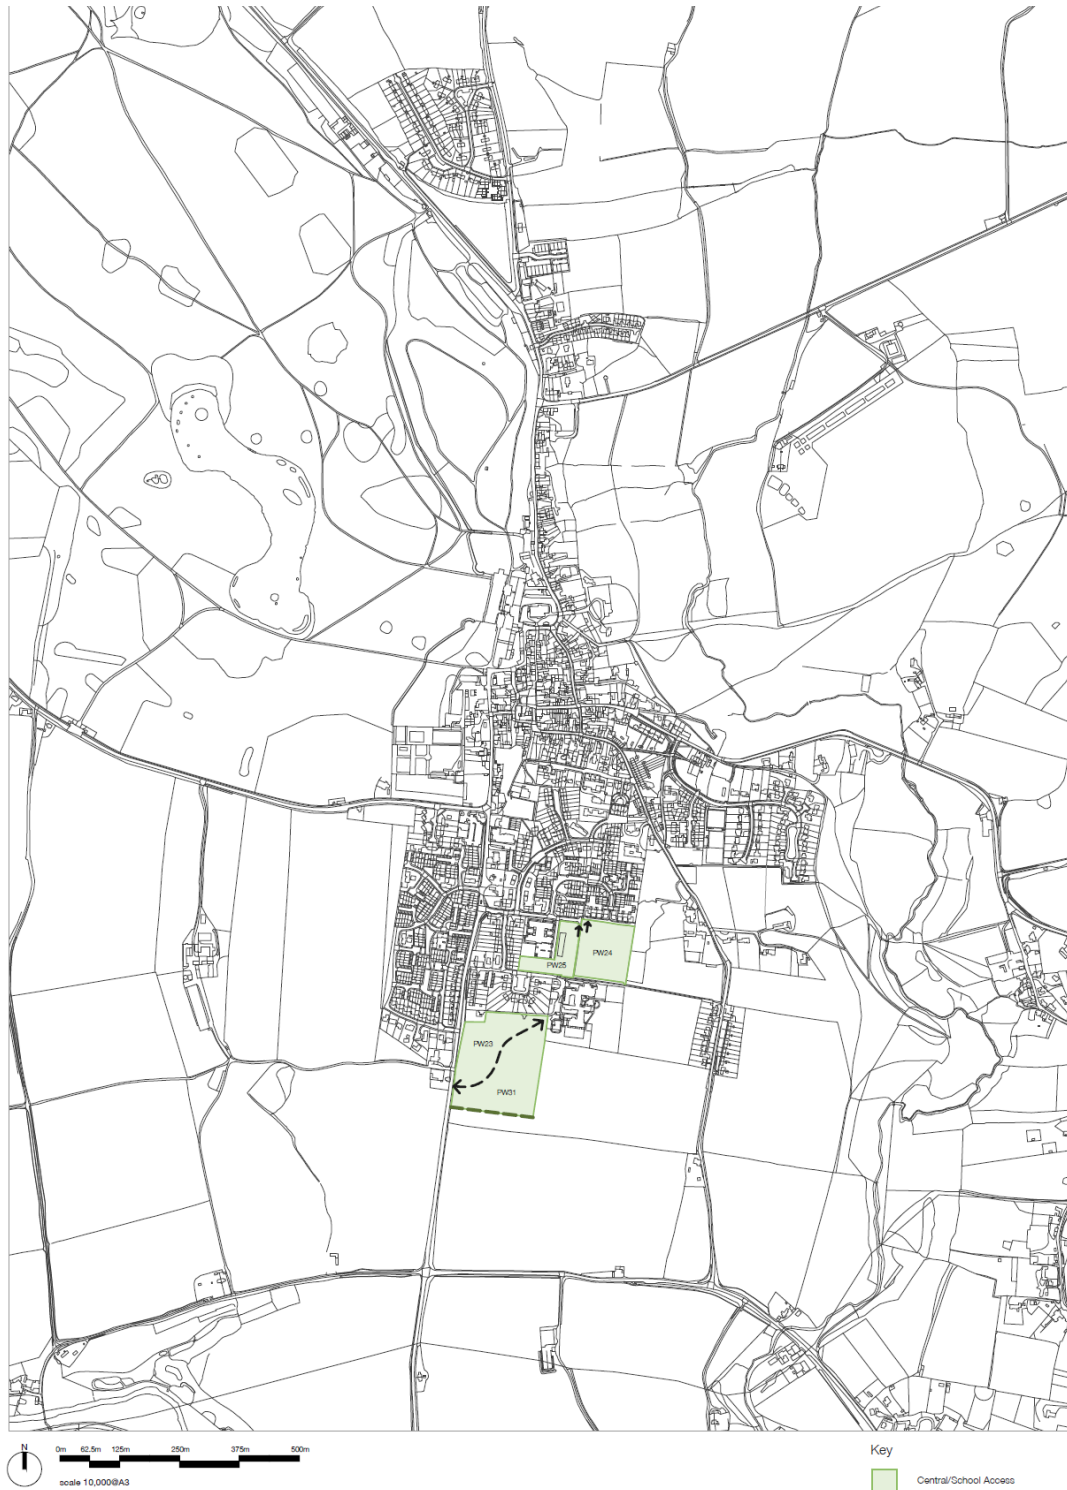 PW24
PW25
PW23
PW31
N
0m 62.5m 125m 250m 375m 500m
scale 10,000@A3
Key
Central/School Access